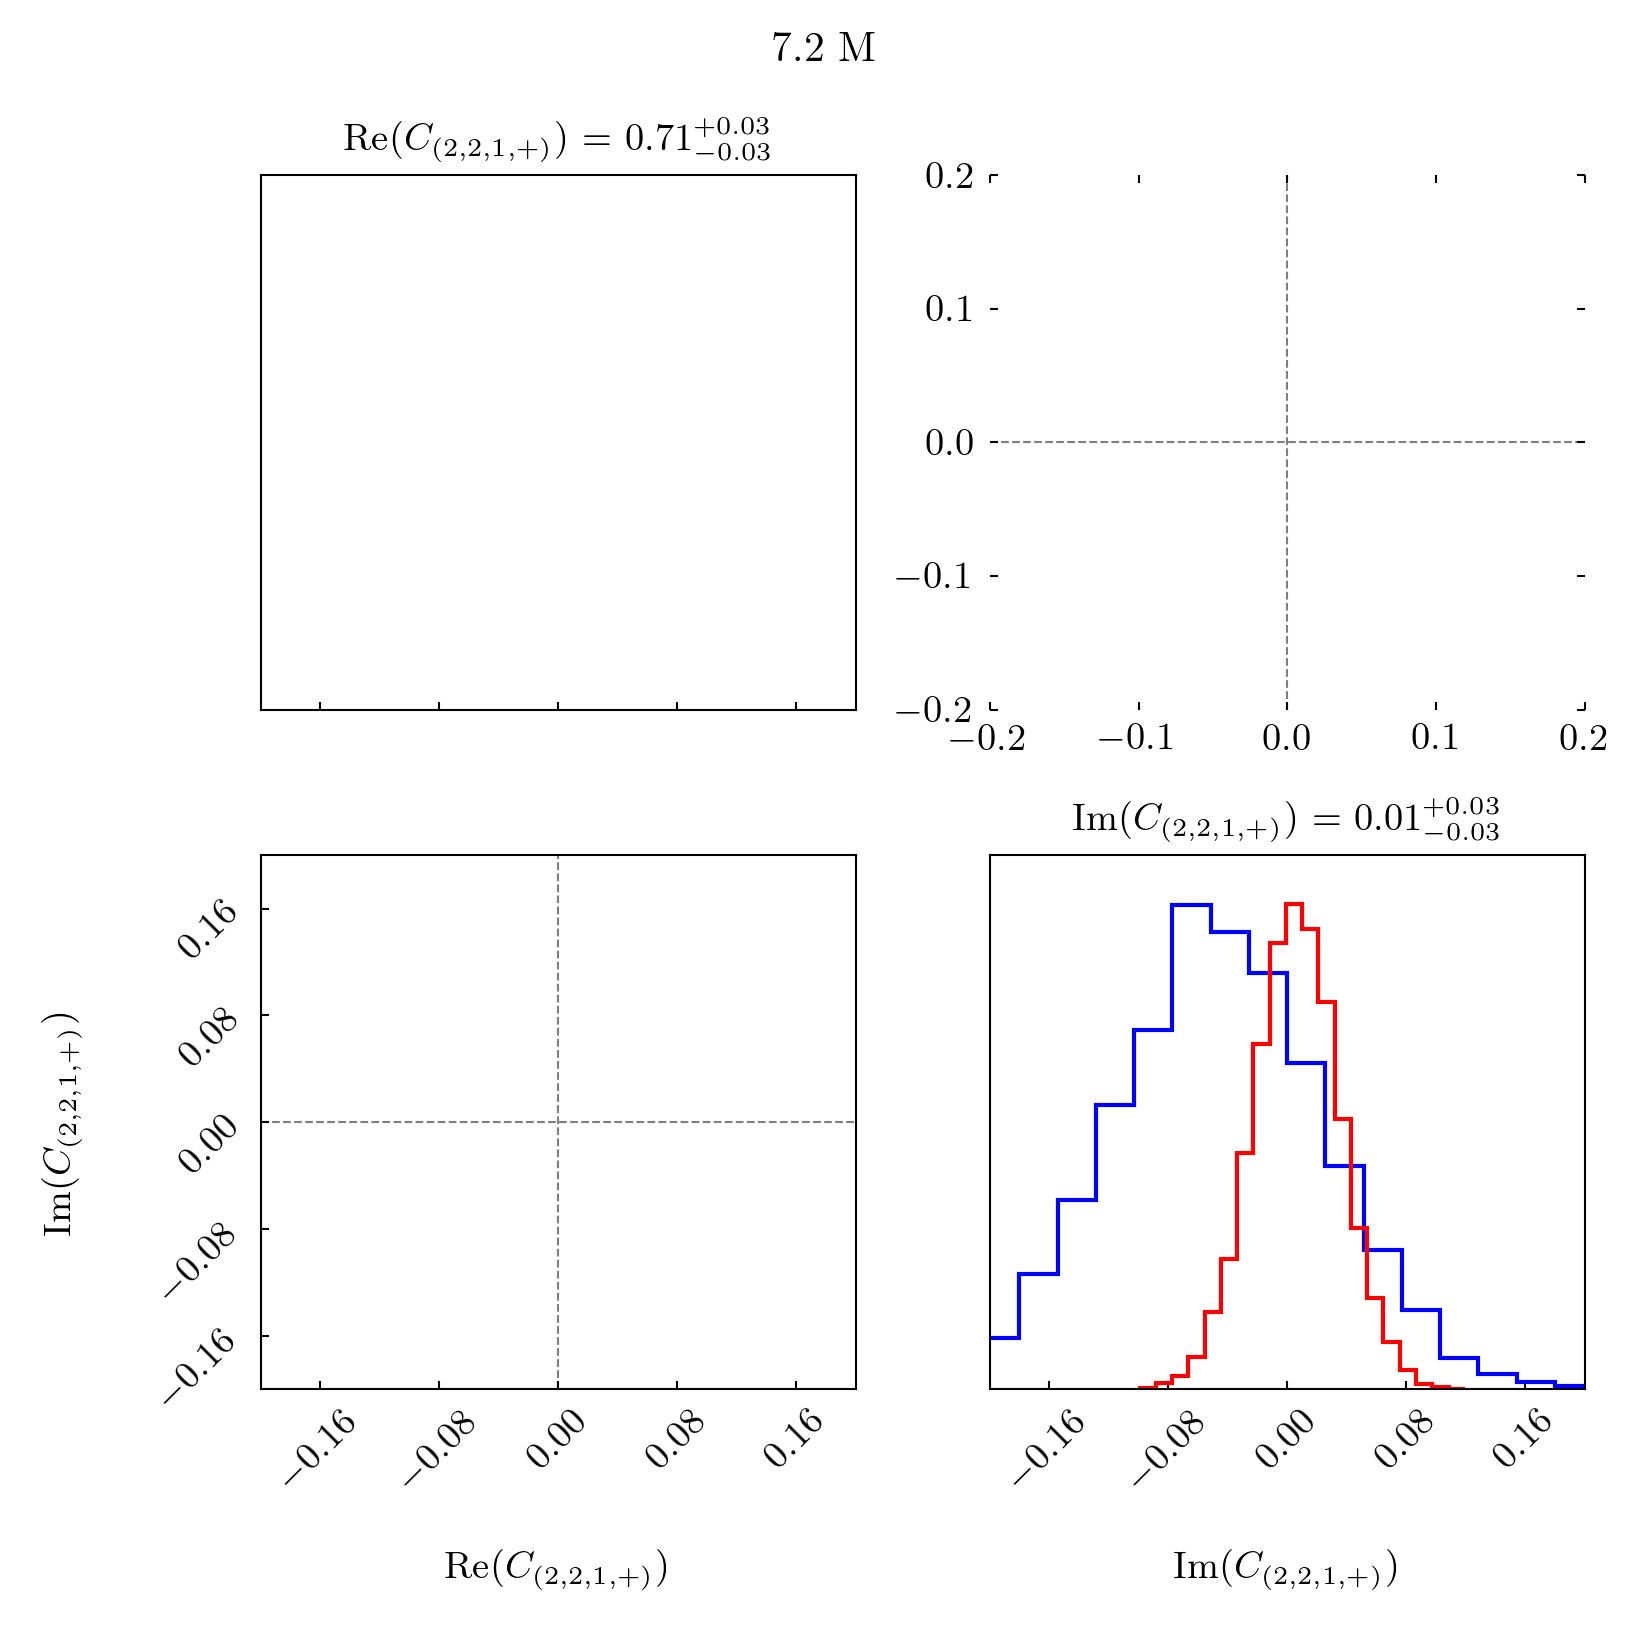 7.2 M
Re(C_{(2,2,1,+)}) = 0.71^{+0.03}_{-0.03}
0.2
0.1
0.0
−0.1
−0.2
−0.2 −0.1 0.0 0.1 0.2
Im(C_{(2,2,1,+)}) = 0.01^{+0.03}_{-0.03}
Im(C_{(2,2,1,+)})
0.16
0.08
0.00
−0.08
−0.16
−0.16 −0.08 0.00 0.08 0.16
−0.16 −0.08 0.00 0.08 0.16
Re(C_{(2,2,1,+)})
Im(C_{(2,2,1,+)})